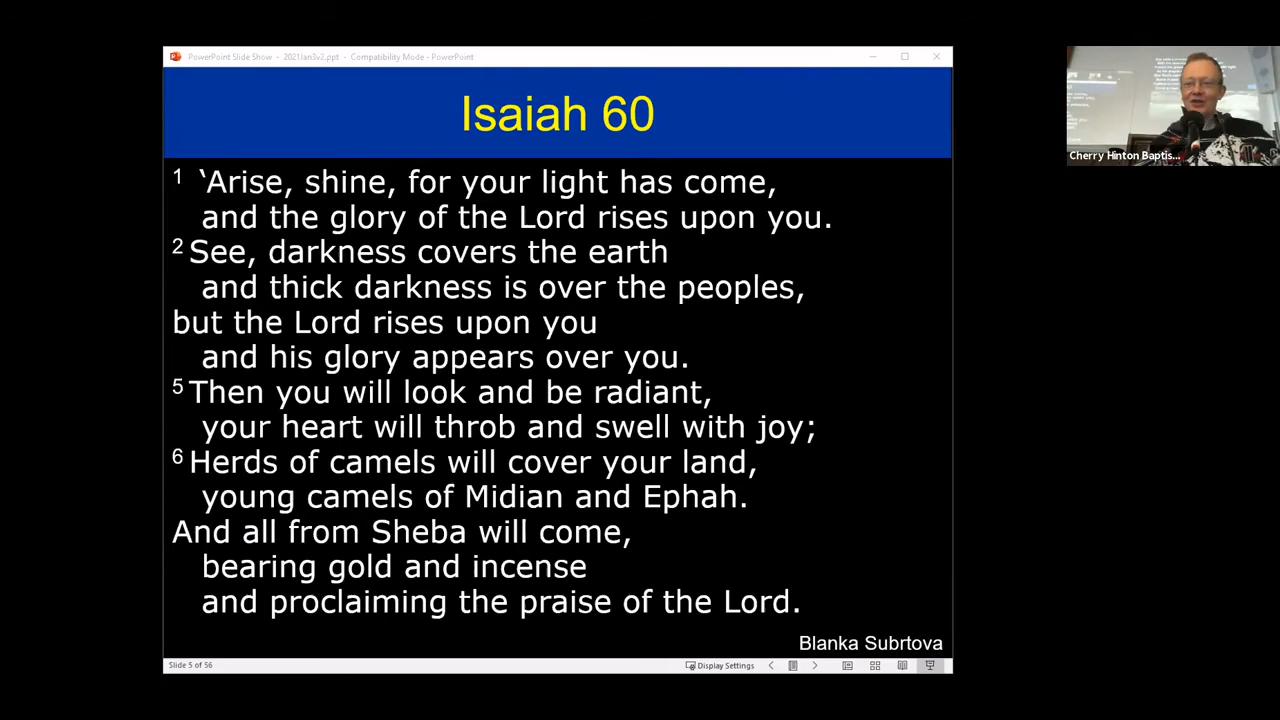 PowerPoint Slide Show - 2021Jan3v2.ppt - Compatibility Mode - PowerPoint
Isaiah 60
1 ‘Arise, shine, for your light has come,
and the glory of the Lord rises upon you.
2 See, darkness covers the earth
and thick darkness is over the peoples,
but the Lord rises upon you
and his glory appears over you.
5 Then you will look and be radiant,
your heart will throb and swell with joy;
6 Herds of camels will cover your land,
young camels of Midian and Ephah.
And all from Sheba will come,
bearing gold and incense
and proclaiming the praise of the Lord.
Blanka Subrtova
Slide 5 of 56
Display Settings
Cherry Hinton Baptis...